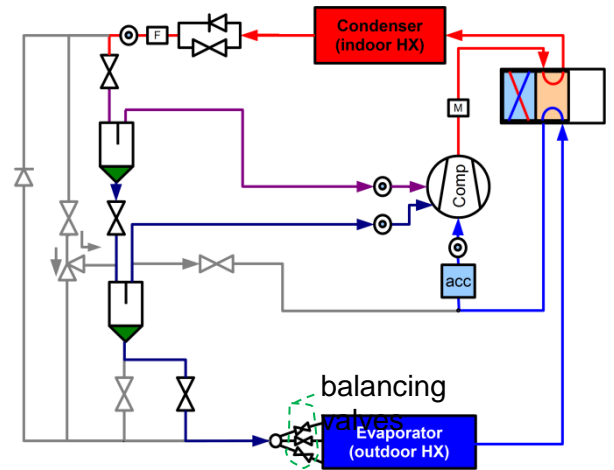 Condenser
(indoor HX)
F
M
Comp
acc
balancing
valves
Evaporator
(outdoor HX)